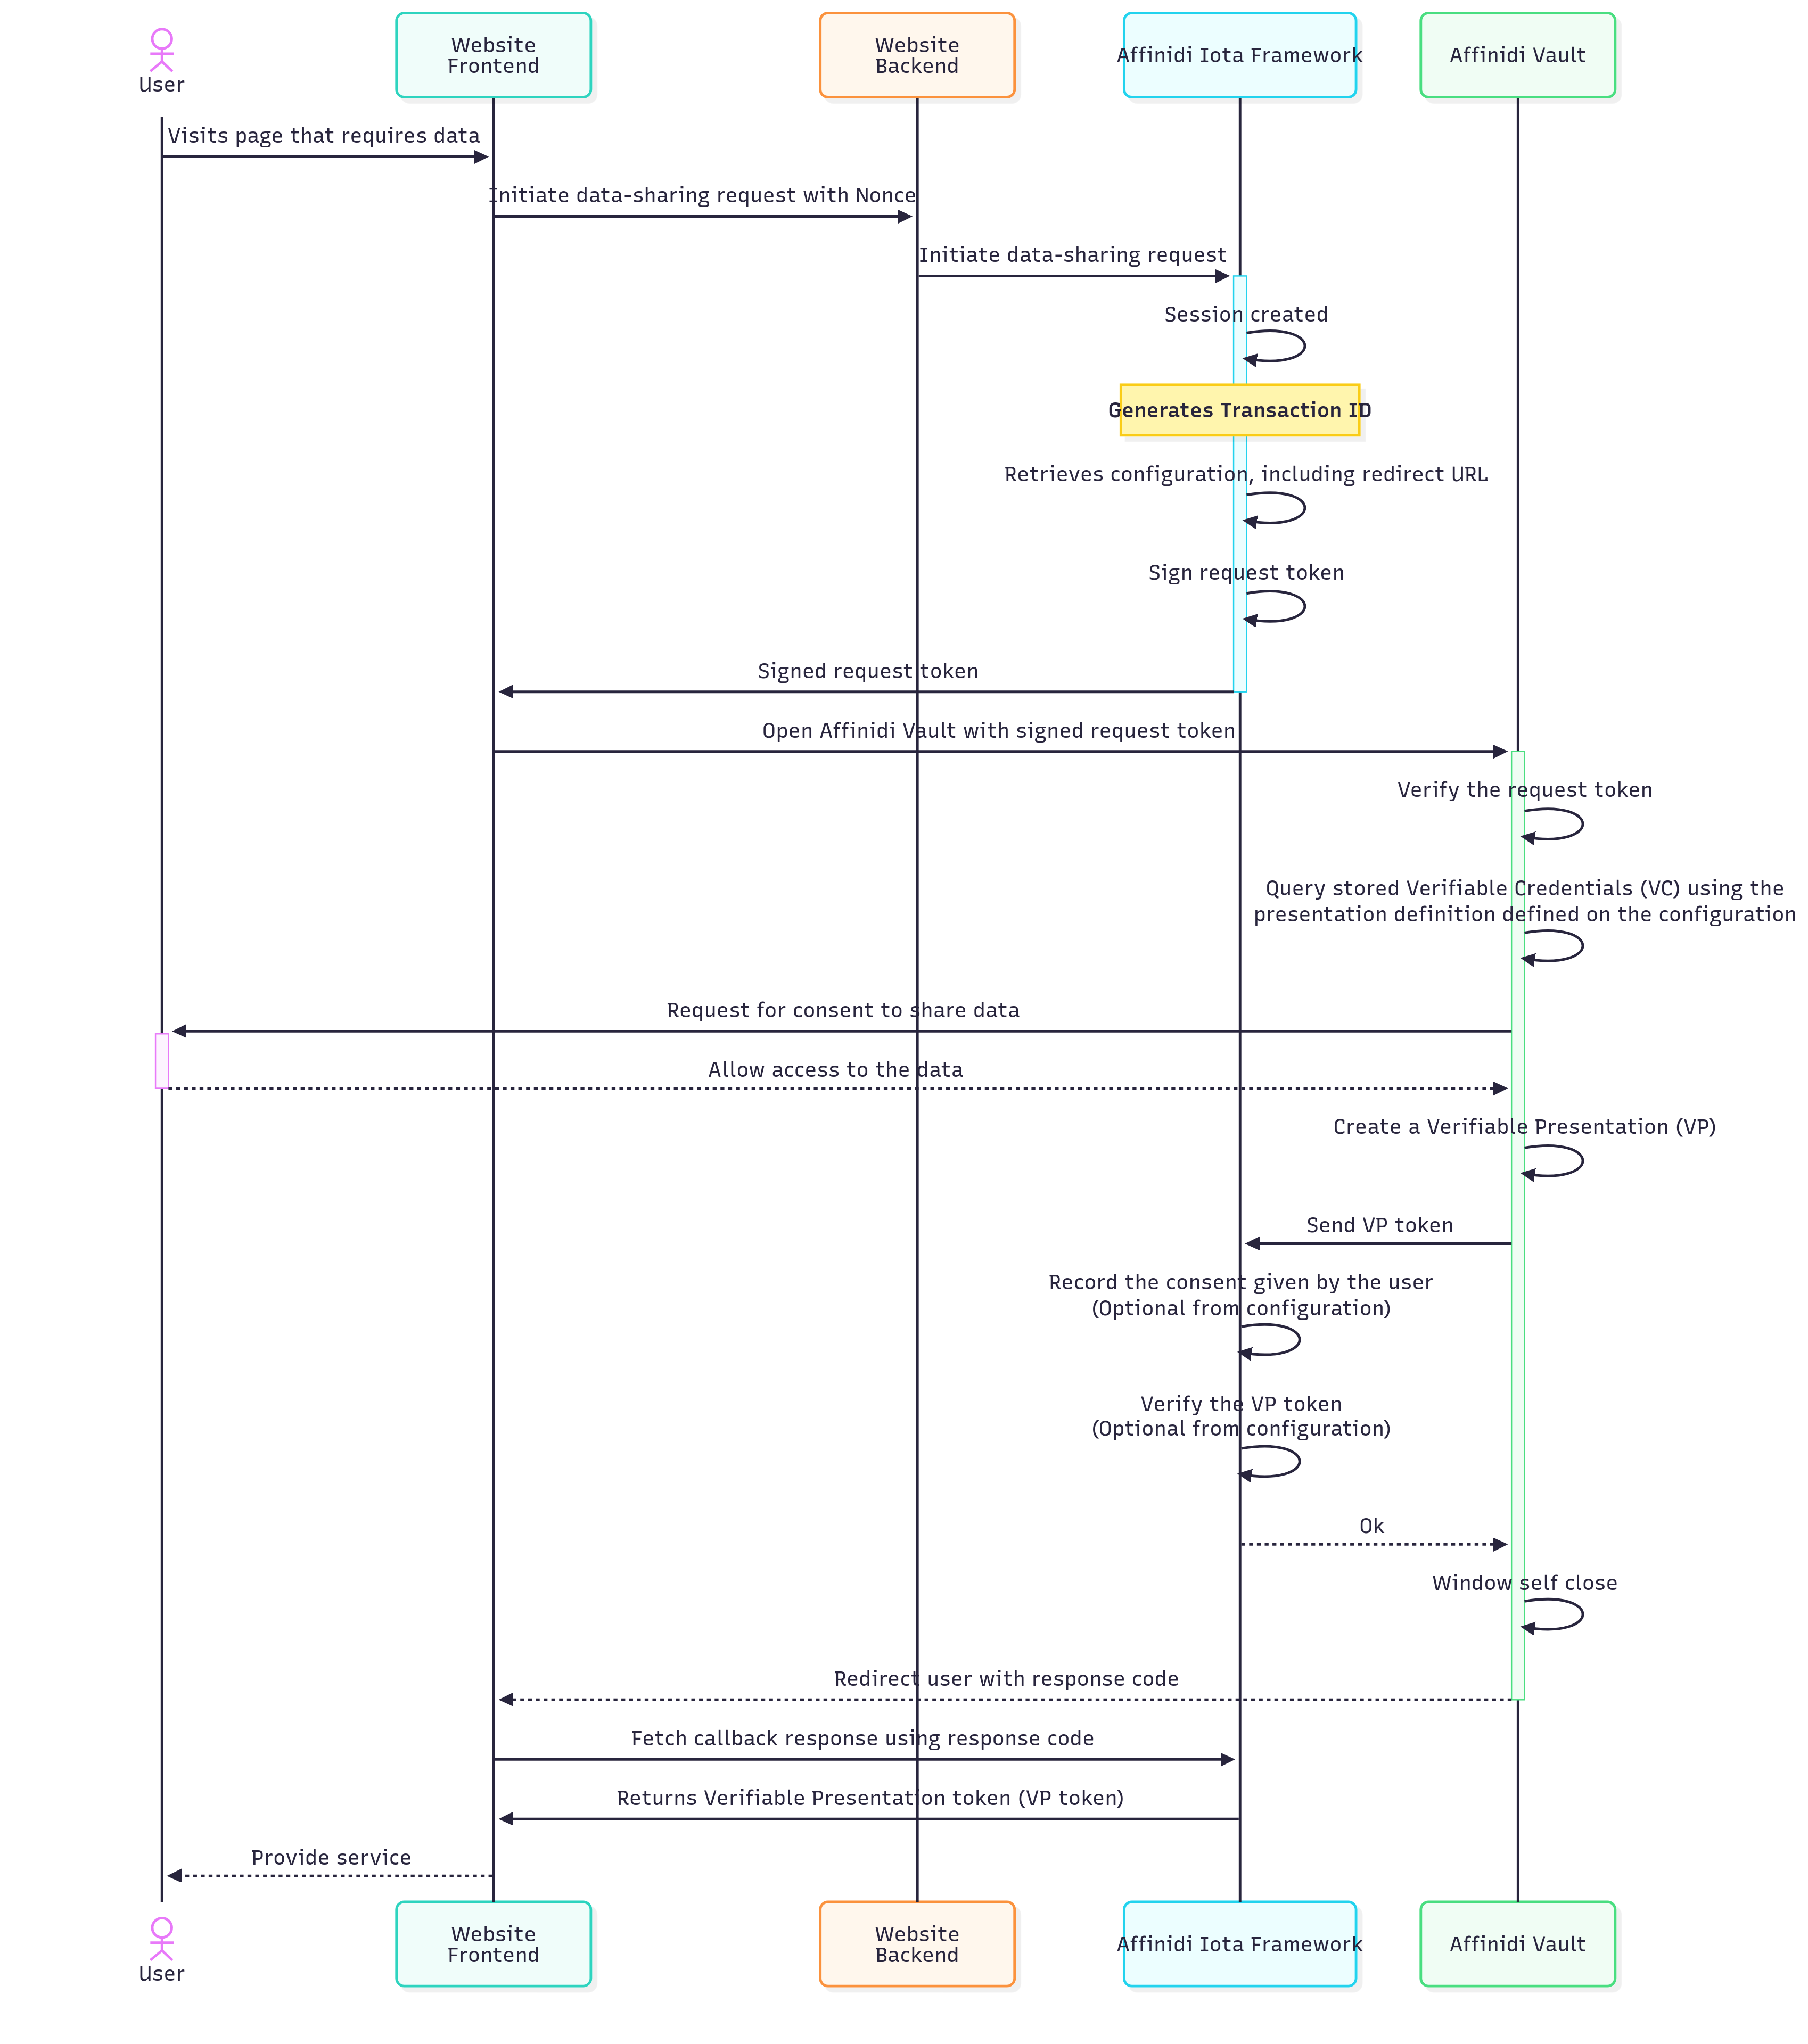 User
Website
Frontend
Website
Backend
Affinidi Iota Framework
Affinidi Vault
Visits page that requires data
Initiate data-sharing request with Nonce
Initiate data-sharing request
Session created
Generates Transaction ID
Retrieves configuration, including redirect URL
Sign request token
Signed request token
Open Affinidi Vault with signed request token
Verify the request token
Query stored Verifiable Credentials (VC) using the
presentation definition defined on the configuration
Request for consent to share data
Allow access to the data
Create a Verifiable Presentation (VP)
Send VP token
Record the consent given by the user
(Optional from configuration)
Verify the VP token
(Optional from configuration)
Ok
Window self close
Redirect user with response code
Fetch callback response using response code
Returns Verifiable Presentation token (VP token)
Provide service
User
Website
Frontend
Website
Backend
Affinidi Iota Framework
Affinidi Vault